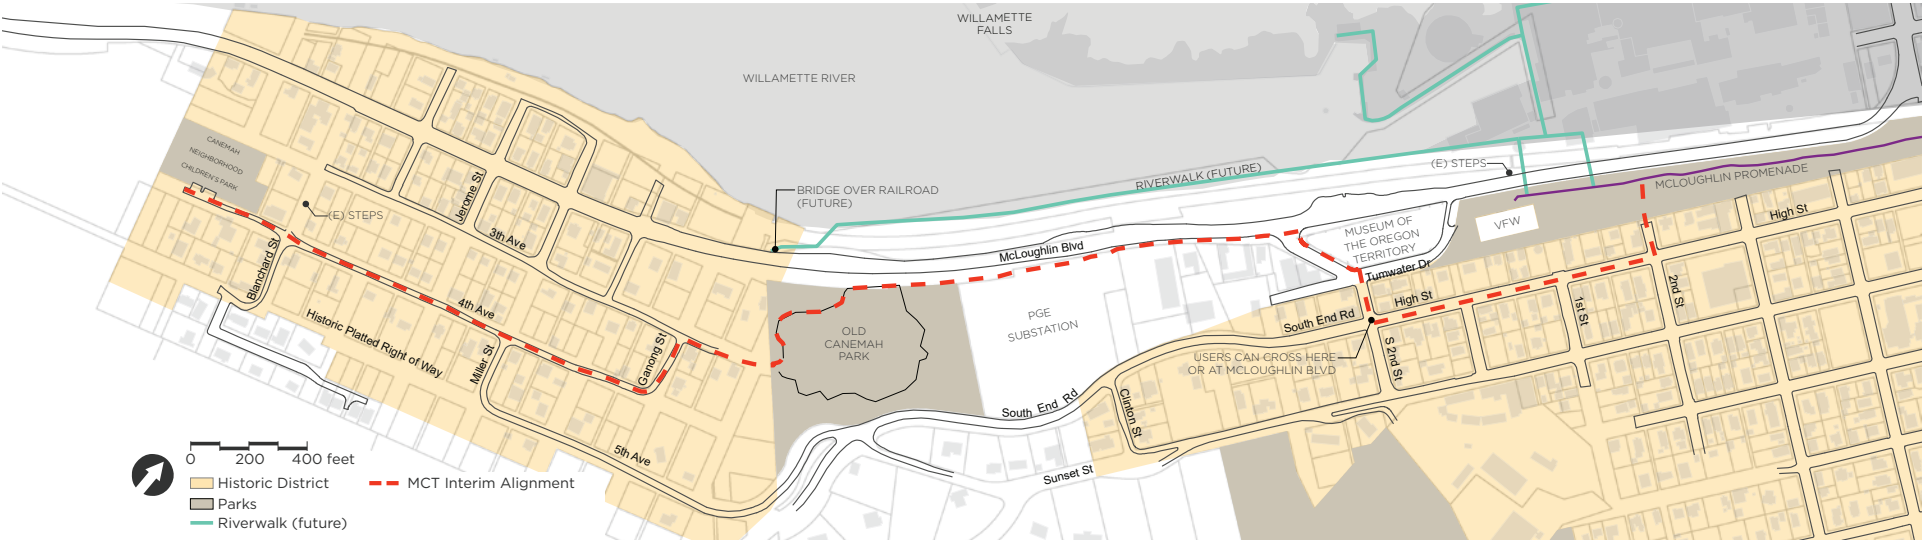 WILLAMETTE
FALLS
WILLAMETTE RIVER
CANEMAH
NEIGHBORHOOD
CHILDREN'S PARK
(E) STEPS
Jerome St
3th Ave
BRIDGE OVER RAILROAD
(FUTURE)
RIVERWALK (FUTURE)
(E) STEPS
MCLOUGHLIN PROMENADE
VFW
High St
MUSEUM OF
THE OREGON
TERRITORY
McLoughlin Blvd
Tumwater Dr
High St
South End Rd
1st St
2nd St
S 2nd St
USERS CAN CROSS HERE
OR AT MCLOUGHLIN BLVD
Blanchard St
4th Ave
Historic Platted Right of Way
Miller St
Ganong St
OLD
CANEMAH
PARK
PGE
SUBSTATION
South End Rd
Clinton St
Sunset St
5th Ave
0 200 400 feet
Historic District
MCT Interim Alignment
Parks
Riverwalk (future)